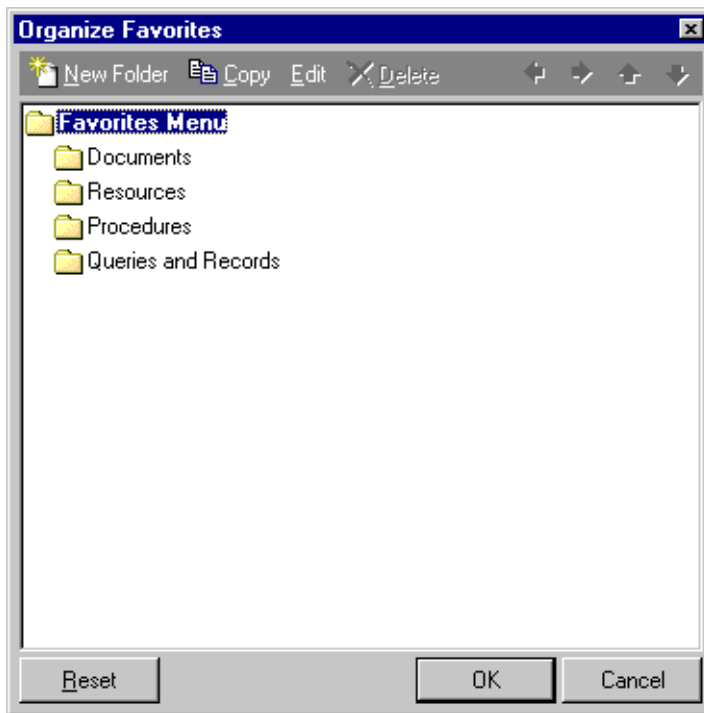 Organize Favorites
New Folder Copy Edit Delete
Favorites Menu
Documents
Resources
Procedures
Queries and Records
Reset OK Cancel